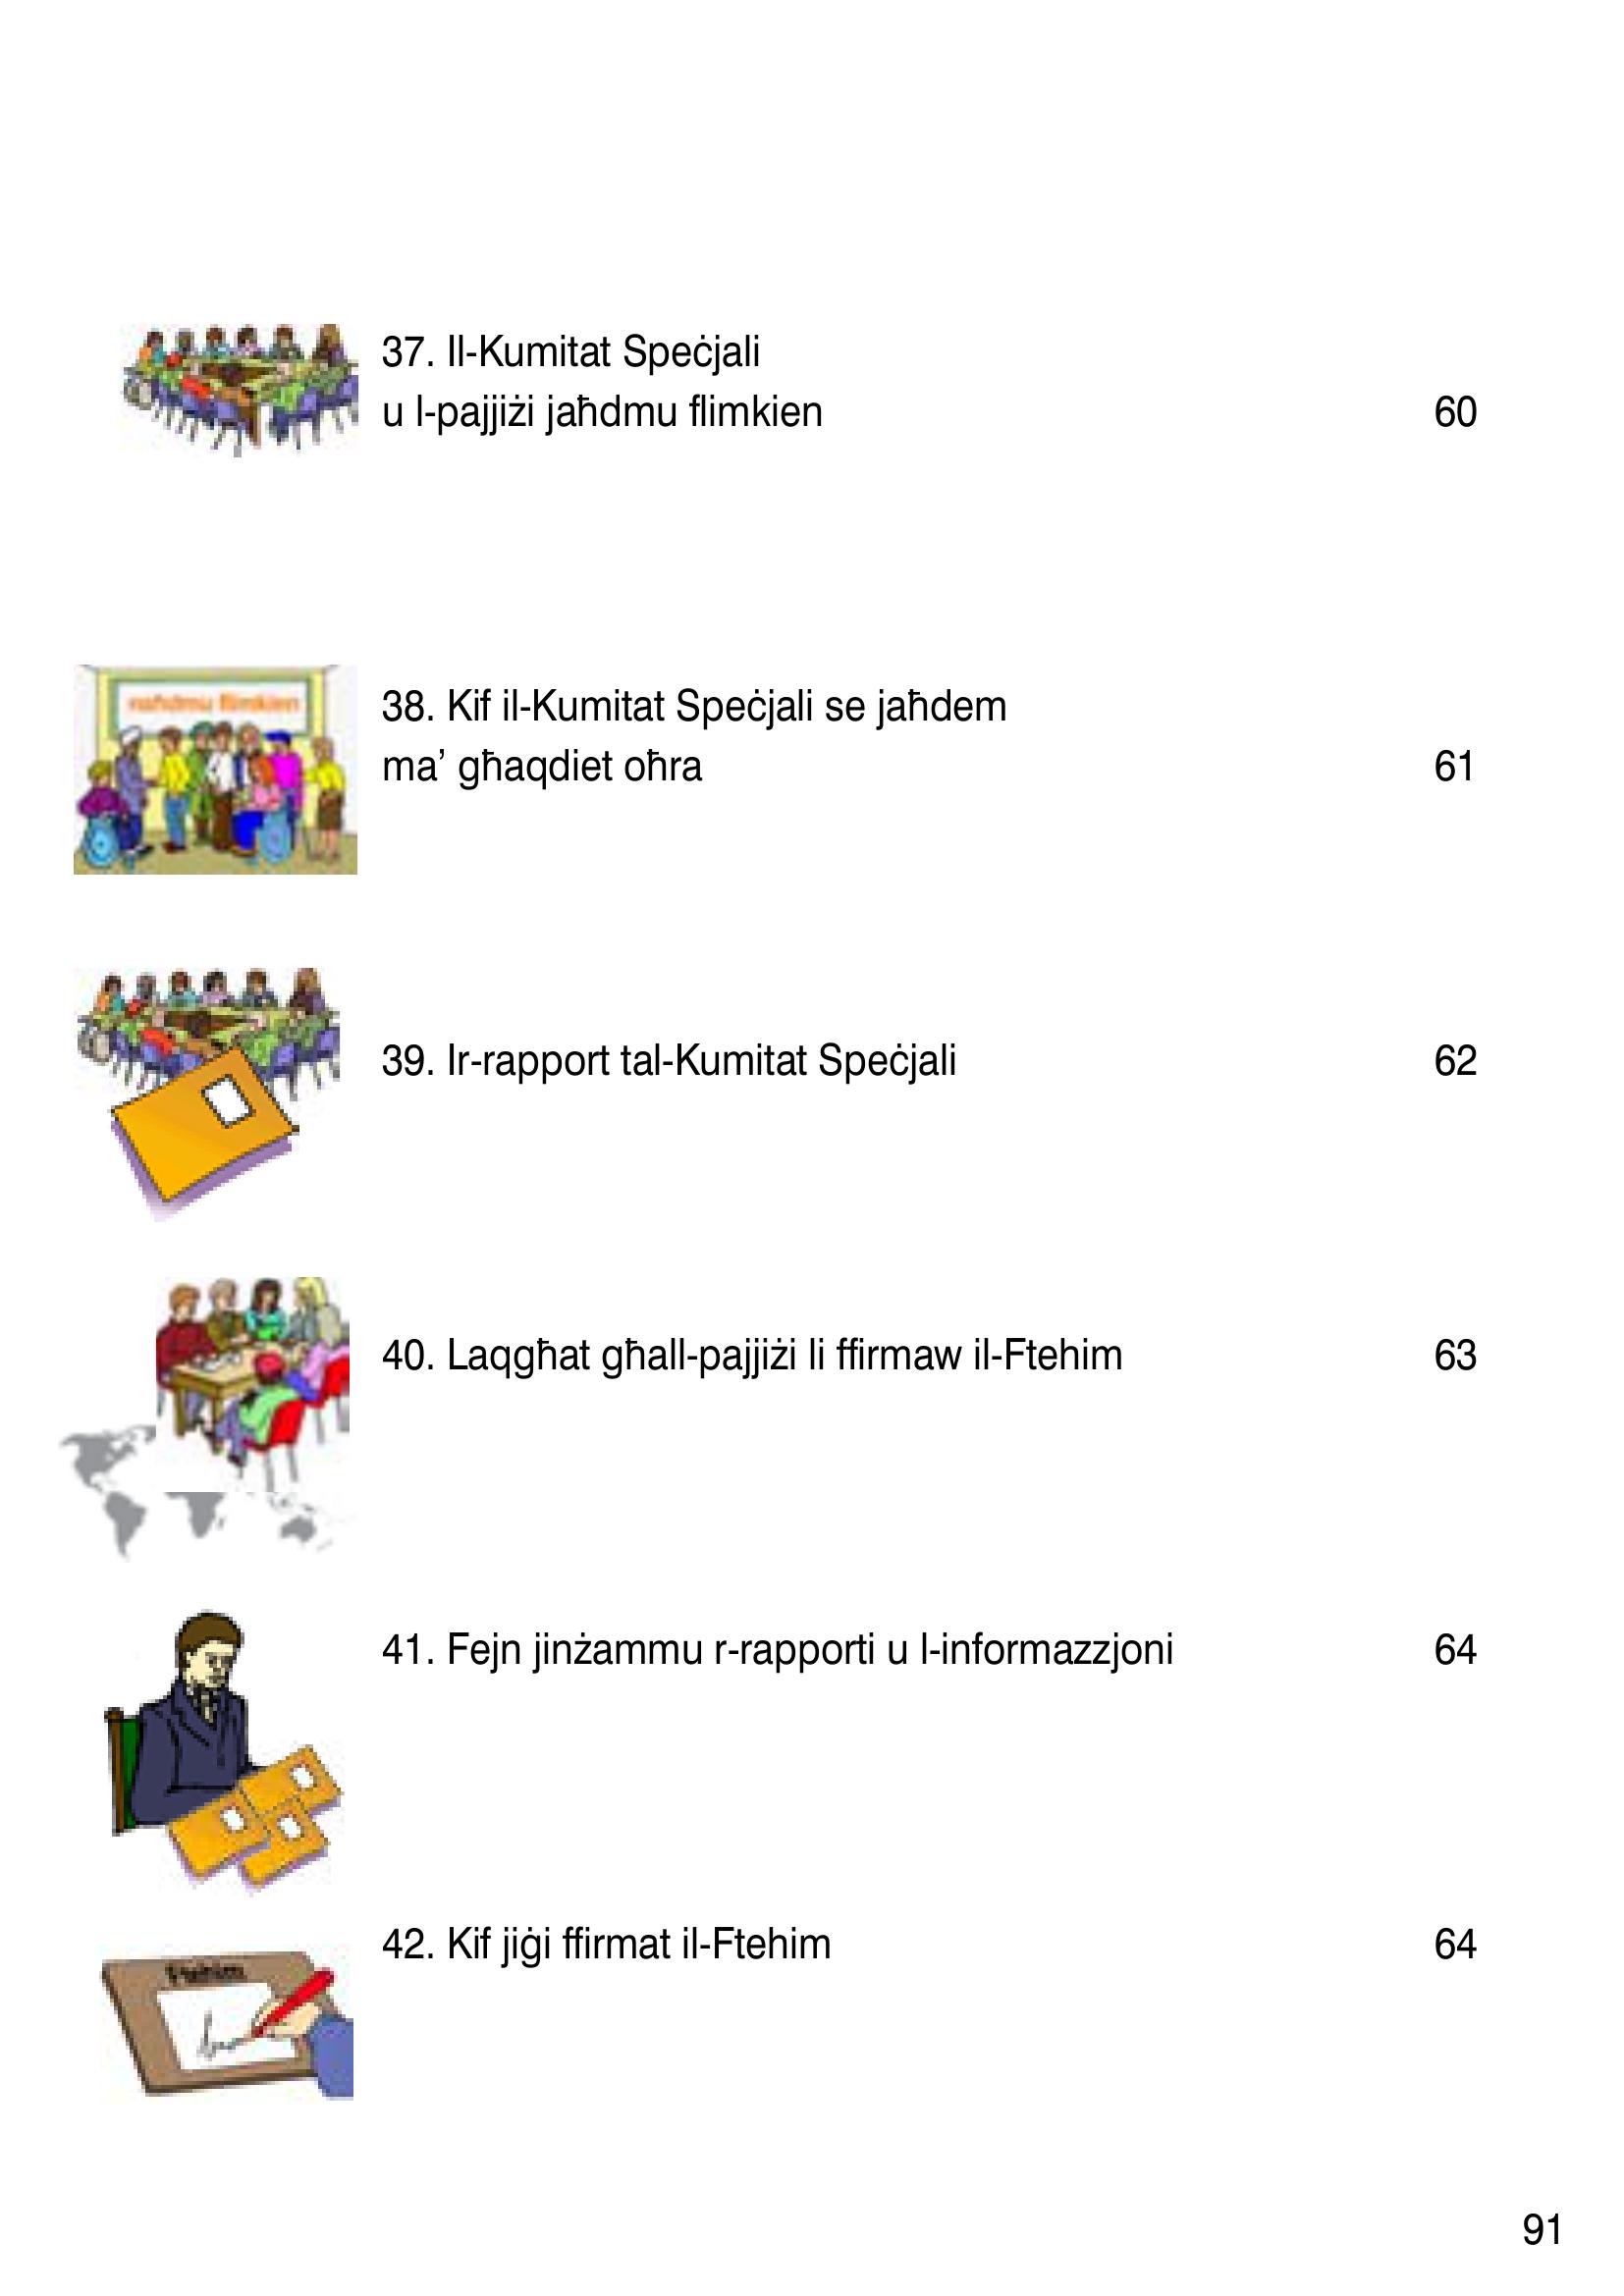 37. Il-Kumitat Speċjali
u l-pajjiżi jaħdmu flimkien 60
naħdmu flimkien
38. Kif il-Kumitat Speċjali se jaħdem
ma’ għaqdiet oħra 61
39. Ir-rapport tal-Kumitat Speċjali 62
40. Laqgħat għall-pajjiżi li ffirmaw il-Ftehim 63
41. Fejn jinżammu r-rapporti u l-informazzjoni 64
42. Kif jiġi ffirmat il-Ftehim 64
Ftehim
91